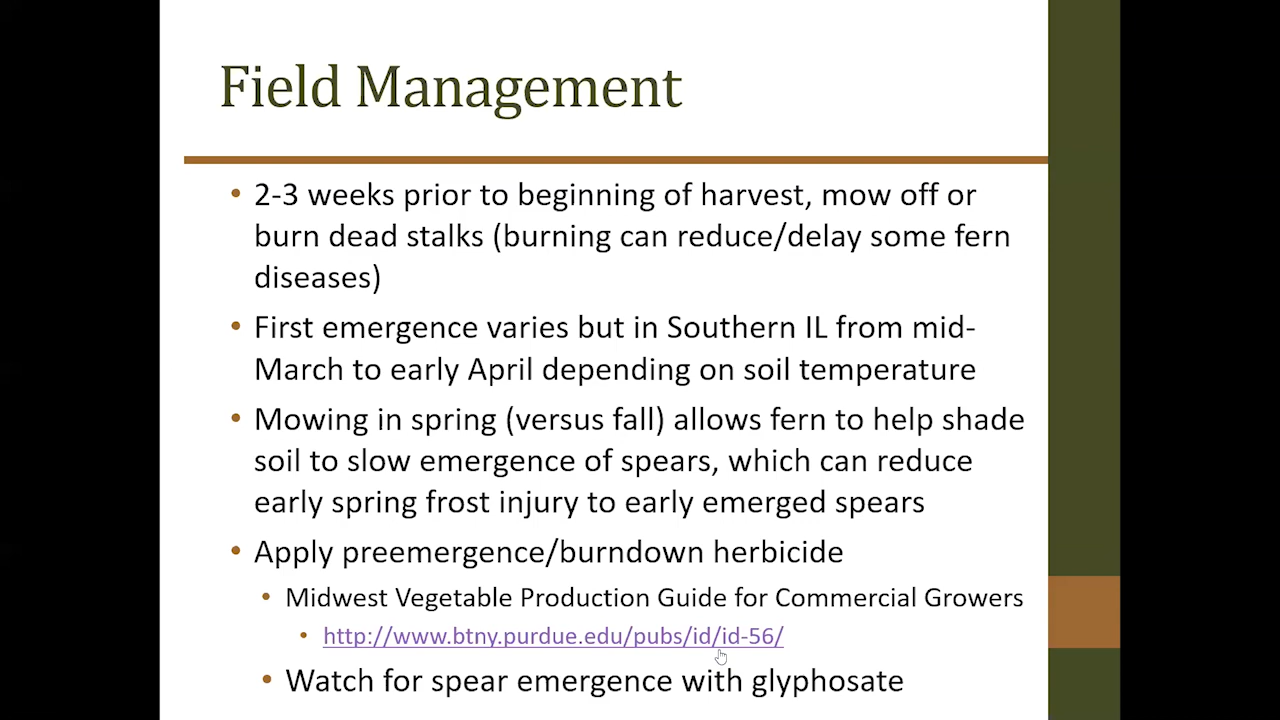 Field Management
• 2-3 weeks prior to beginning of harvest, mow off or
burn dead stalks (burning can reduce/delay some fern
diseases)
• First emergence varies but in Southern IL from mid-
March to early April depending on soil temperature
• Mowing in spring (versus fall) allows fern to help shade
soil to slow emergence of spears, which can reduce
early spring frost injury to early emerged spears
• Apply preemergence/burndown herbicide
• Midwest Vegetable Production Guide for Commercial Growers
• http://www.btny.purdue.edu/pubs/id/id-56/
• Watch for spear emergence with glyphosate